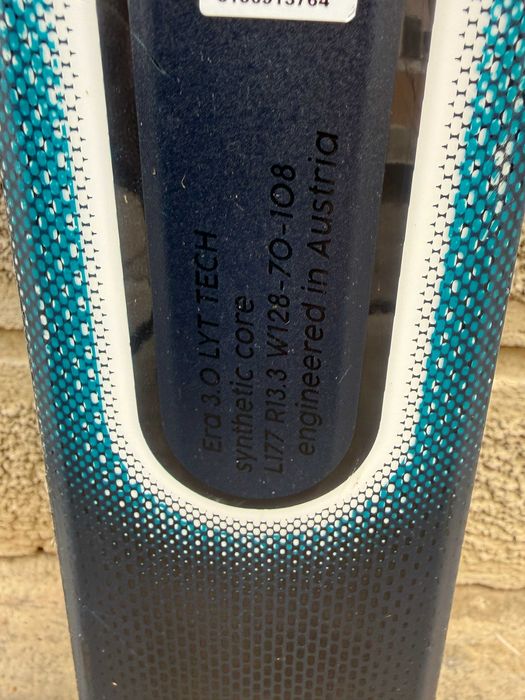 Era 3.0 LYT TECH
synthetic core
L177 R13.3 W128-70-108
engineered in Austria